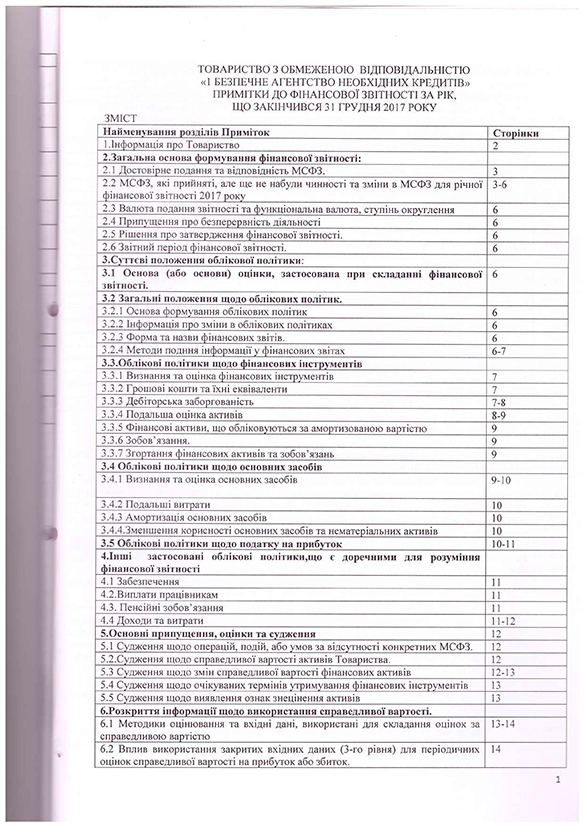 ТОВАРИСТВО З ОБМЕЖЕНОЮ ВІДПОВІДАЛЬНІСТЮ
«1 БЕЗПЕЧНЕ АГЕНТСТВО НЕОБХІДНИХ КРЕДИТІВ»
ПРИМІТКИ ДО ФІНАНСОВОЇ ЗВІТНОСТІ ЗА РІК,
ЩО ЗАКІНЧИВСЯ 31 ГРУДНЯ 2017 РОКУ
ЗМІСТ
Найменування розділів Приміток Сторінки
1.Інформація про Товариство 2
2.Загальна основа формування фінансової звітності:
2.1 Достовірне подання та відповідність МСФЗ. 3
2.2 МСФЗ, які прийняті, але ще не набули чинності та зміни в МСФЗ для річної 3-6
фінансової звітності 2017 року
2.3 Валюта подання звітності та функціональна валюта, ступінь округлення 6
2.4 Припущення про безперервність діяльності 6
2.5 Рішення про затвердження фінансової звітності. 6
2.6 Звітний період фінансової звітності. 6
3.Суттєві положення облікової політики:
3.1 Основа (або основи) оцінки, застосована при складанні фінансової 6
звітності.
3.2 Загальні положення щодо облікових політик.
3.2.1 Основа формування облікових політик 6
3.2.2 Інформація про зміни в облікових політиках 6
3.2.3 Форма та назви фінансових звітів. 6
3.2.4 Методи подння інформації у фінансових звітах 6-7
3.3.Облікові політики щодо фінансових інструментів
3.3.1 Визнання та оцінка фінансових інструментів 7
3.3.2 Грошові кошти та їхні еквіваленти 7
3.3.3 Дебіторська заборгованість 7-8
3.3.4 Подальша оцінка активів 8-9
3.3.5 Фінансові активи, що обліковуються за амортизованою вартістю 9
3.3.6 Зобов’язання. 9
3.3.7 Згортання фінансових активів та зобов’язань 9
3.4 Облікові політики щодо основних засобів
3.4.1 Визнання та оцінка основних засобів 9-10
3.4.2 Подальші витрати 10
3.4.3 Амортизація основних засобів 10
3.4.4.Зменшення корисності основних засобів та нематеріальних активів 10
3.5 Облікові політики щодо податку на прибуток 10-11
4.Інші застосовані облікові політики,що є доречними для розуміння
фінансової звітності
4.1 Забезпечення 11
4.2.Виплати працівникам 11
4.3. Пенсійні зобов’язання 11
4.4 Доходи та витрати 11-12
5.Основні припущення, оцінки та судження 12
5.1 Судження щодо операцій, подій, або умов за відсутності конкретних МСФЗ. 12
5.2.Судження щодо справедливої вартості активів Товариства. 12
5.3 Судження щодо змін справедливої вартості фінансових активів 12-13
5.4 Судження щодо очікуваних термінів утримування фінансових інструментів 13
5.5 Судження щодо виявлення ознак знецінення активів 13
6.Розкриття інформації щодо використання справедливої вартості.
6.1 Методики оцінювання та вхідні дані, використані для складання оцінок за 13-14
справедливою вартістю
6.2 Вплив використання закритих вхідних даних (3-го рівня) для періодичних 14
оцінок справедливої вартості на прибуток або збиток.
1